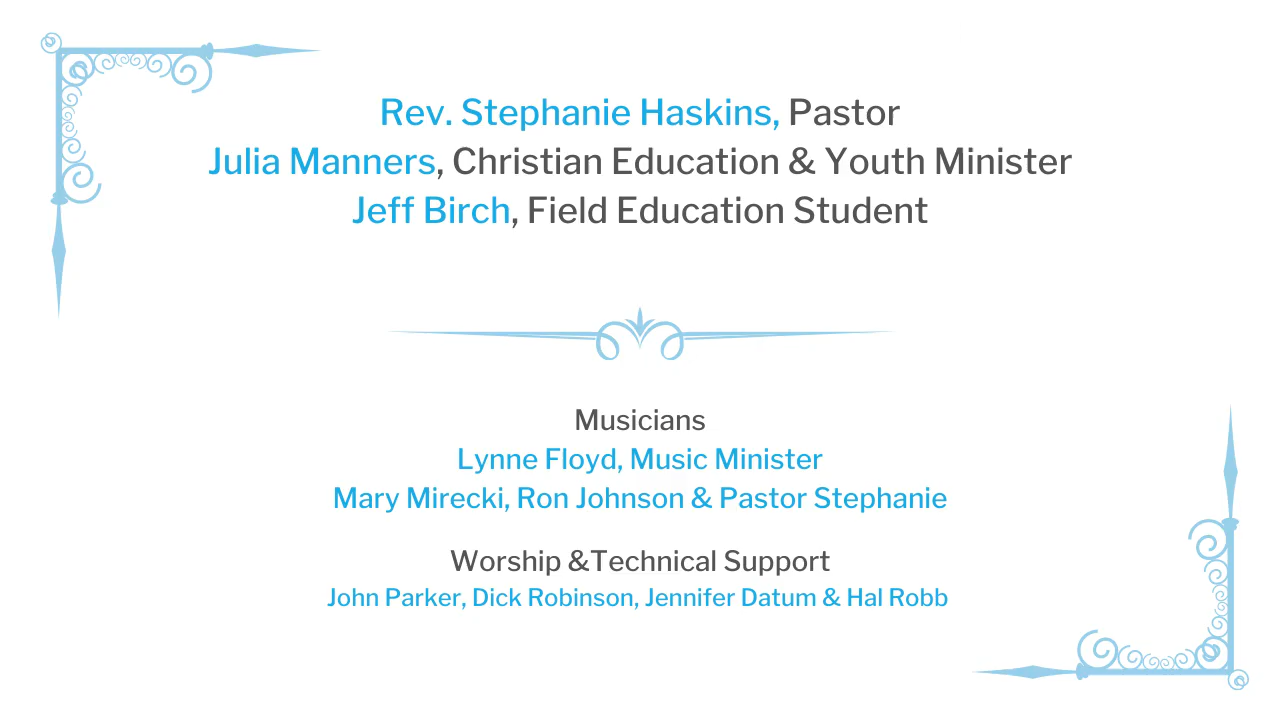 Rev. Stephanie Haskins, Pastor
Julia Manners, Christian Education & Youth Minister
Jeff Birch, Field Education Student
Musicians
Lynne Floyd, Music Minister
Mary Mirecki, Ron Johnson & Pastor Stephanie
Worship &Technical Support
John Parker, Dick Robinson, Jennifer Datum & Hal Robb